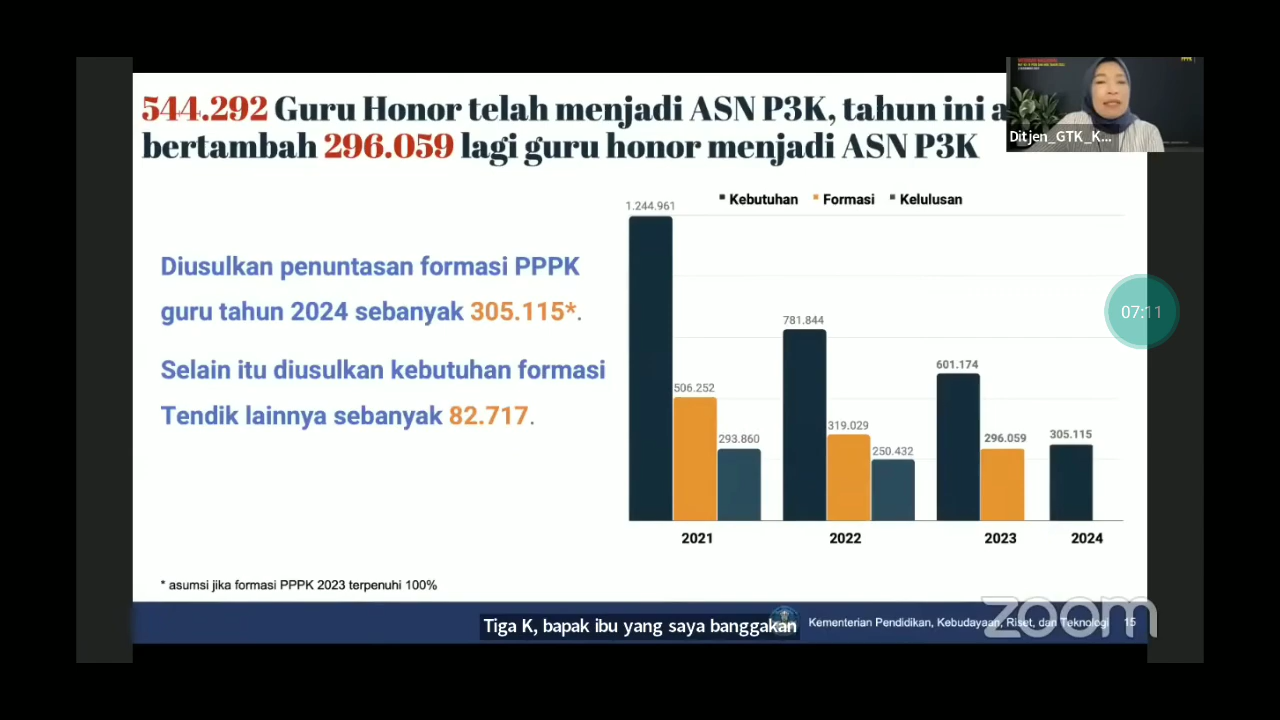 544.292 Guru Honor telah menjadi ASN P3K, tahun ini a
bertambah 296.059 lagi guru honor menjadi ASN P3K
Ditjen_GTK_K...
Kebutuhan Formasi Kelulusan
1.244.961
781.844
601.174
506.252
319.029
293.860
250.432
296.059
305.115
2021 2022 2023 2024
Diusulkan penuntasan formasi PPPK
guru tahun 2024 sebanyak 305.115*.
Selain itu diusulkan kebutuhan formasi
Tendik lainnya sebanyak 82.717.
07:11
* asumsi jika formasi PPPK 2023 terpenuhi 100%
Tiga K, bapak ibu yang saya banggakan
Kementerian Pendidikan, Kebudayaan, Riset, dan Teknologi 15
zoom